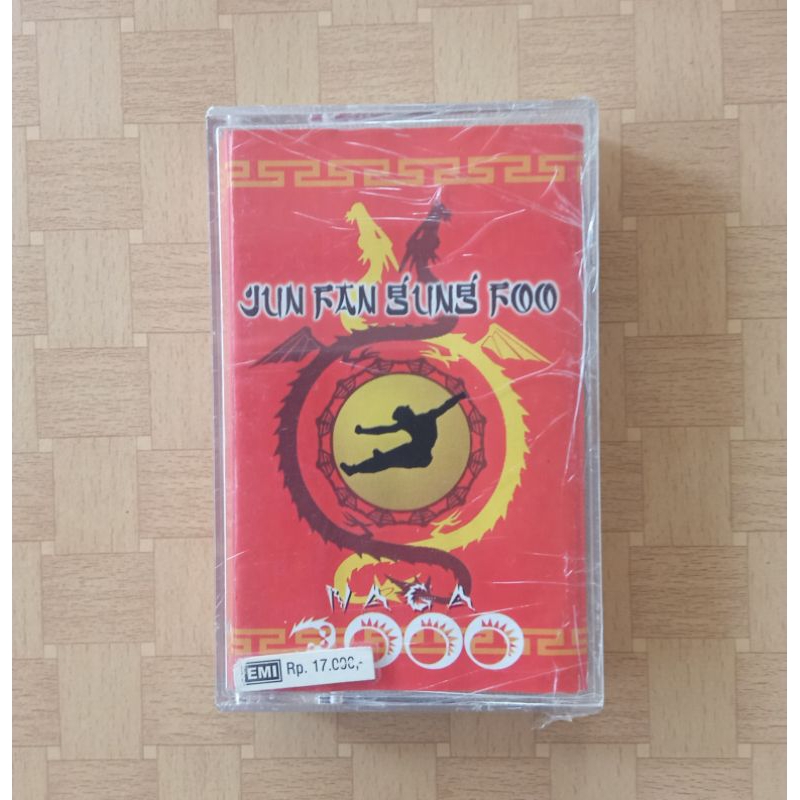 JUN FAN GUNG FOO
NAGA
2000
EMI Rp. 17.000,-